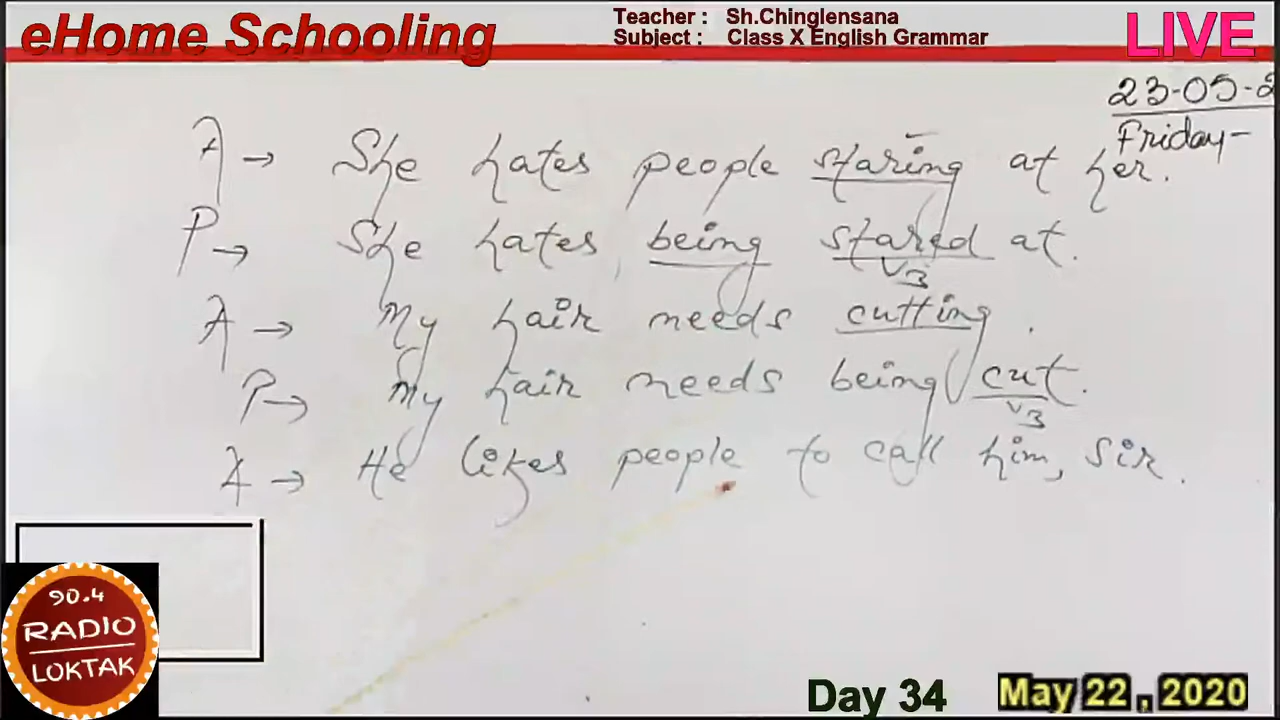 eHome Schooling
Teacher : Sh.Chinglensana
Subject : Class X English Grammar
LIVE
23-05-2
Friday-
A → She hates people staring at her.
P → She hates being stared at.
V3
A → My hair needs cutting.
P → My hair needs being cut.
V3
A → He likes people to call him, Sir.
90.4
RADIO
LOKTAK
Day 34
May 22, 2020